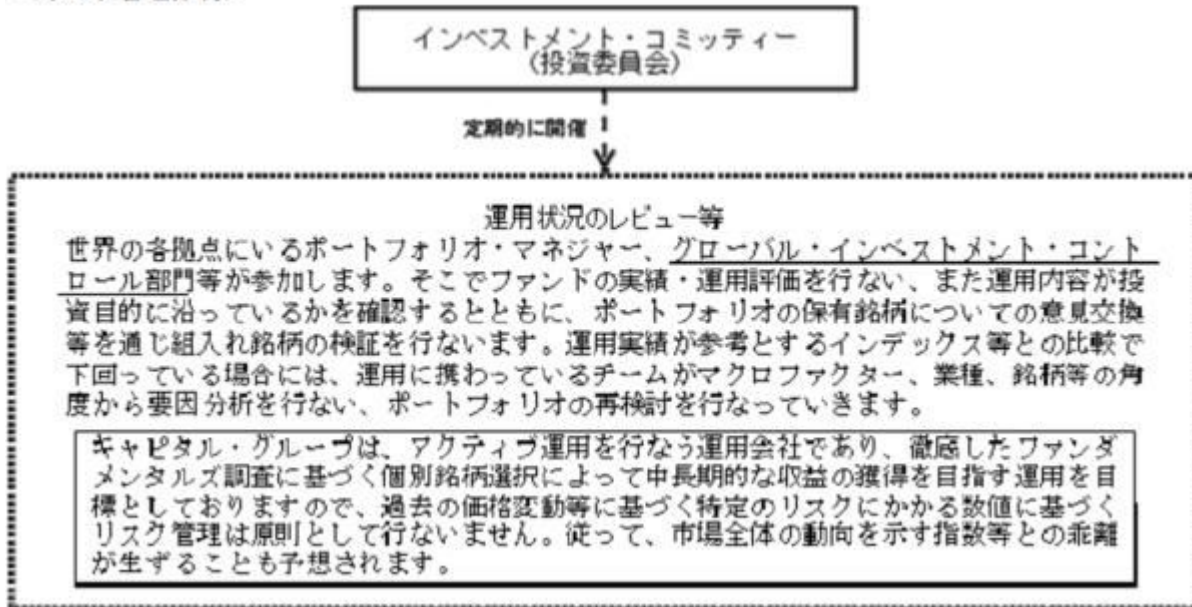 インベストメント・コミッティー
(投資委員会)
定期的に開催
運用状況のレビュー等
世界の各拠点にいるポートフォリオ・マネジャー、グローバル・インベストメント・コント
ロール部門等が参加します。そこでファンドの実績・運用評価を行ない、また運用内容が投
資目的に沿っているかを確認するとともに、ポートフォリオの保有銘柄についての意見交換
等を通じ組入れ銘柄の検証を行ないます。運用実績が参考とするインデックス等との比較で
下回っている場合には、運用に携わっているチームがマクロファクター、業種、銘柄等の角
度から要因分析を行ない、ポートフォリオの再検討を行なっていきます。
キャピタル・グループは、アクティブ運用を行なう運用会社であり、徹底したファンダ
メンタルズ調査に基づく個別銘柄選択によって中長期的な収益の獲得を目指す運用を目
標としておりますので、過去の価格変動等に基づく特定のリスクにかかる数値に基づく
リスク管理は原則として行ないません。従って、市場全体の動向を示す指数等との乖離
が生ずることも予想されます。